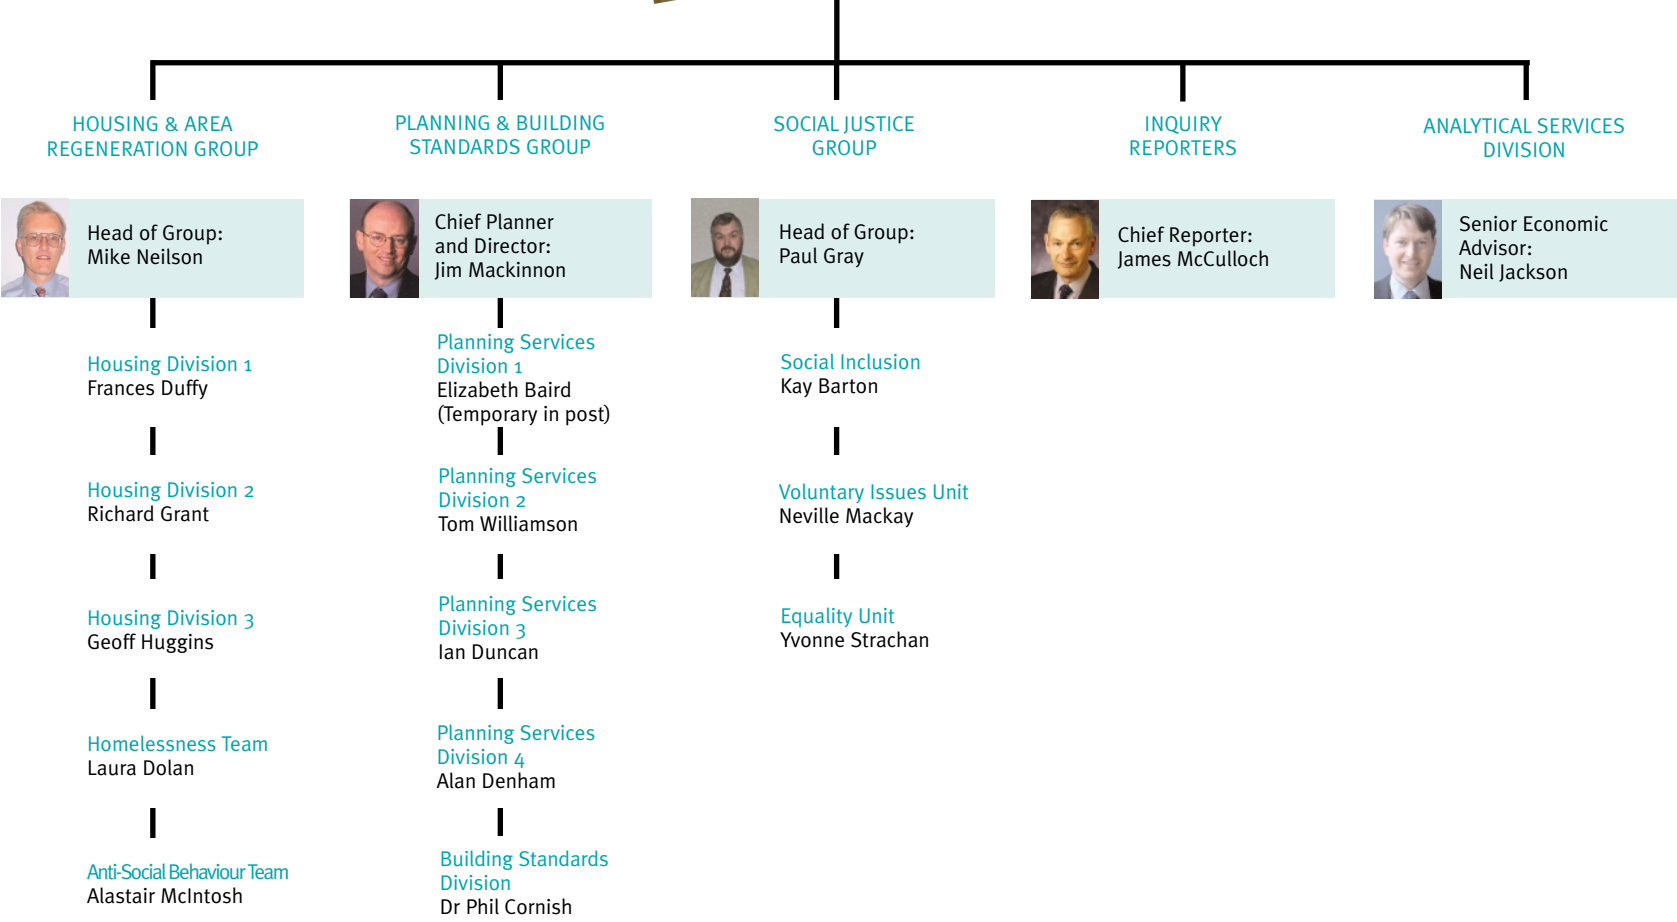 HOUSING & AREA
REGENERATION GROUP
Head of Group:
Mike Neilson
Housing Division 1
Frances Duffy
Housing Division 2
Richard Grant
Housing Division 3
Geoff Huggins
Homelessness Team
Laura Dolan
Anti-Social Behaviour Team
Alastair McIntosh
PLANNING & BUILDING
STANDARDS GROUP
Chief Planner
and Director:
Jim Mackinnon
Planning Services
Division 1
Elizabeth Baird
(Temporary in post)
Planning Services
Division 2
Tom Williamson
Planning Services
Division 3
Ian Duncan
Planning Services
Division 4
Alan Denham
Building Standards
Division
Dr Phil Cornish
SOCIAL JUSTICE
GROUP
Head of Group:
Paul Gray
Social Inclusion
Kay Barton
Voluntary Issues Unit
Neville Mackay
Equality Unit
Yvonne Strachan
INQUIRY
REPORTERS
Chief Reporter:
James McCulloch
ANALYTICAL SERVICES
DIVISION
Senior Economic
Advisor:
Neil Jackson